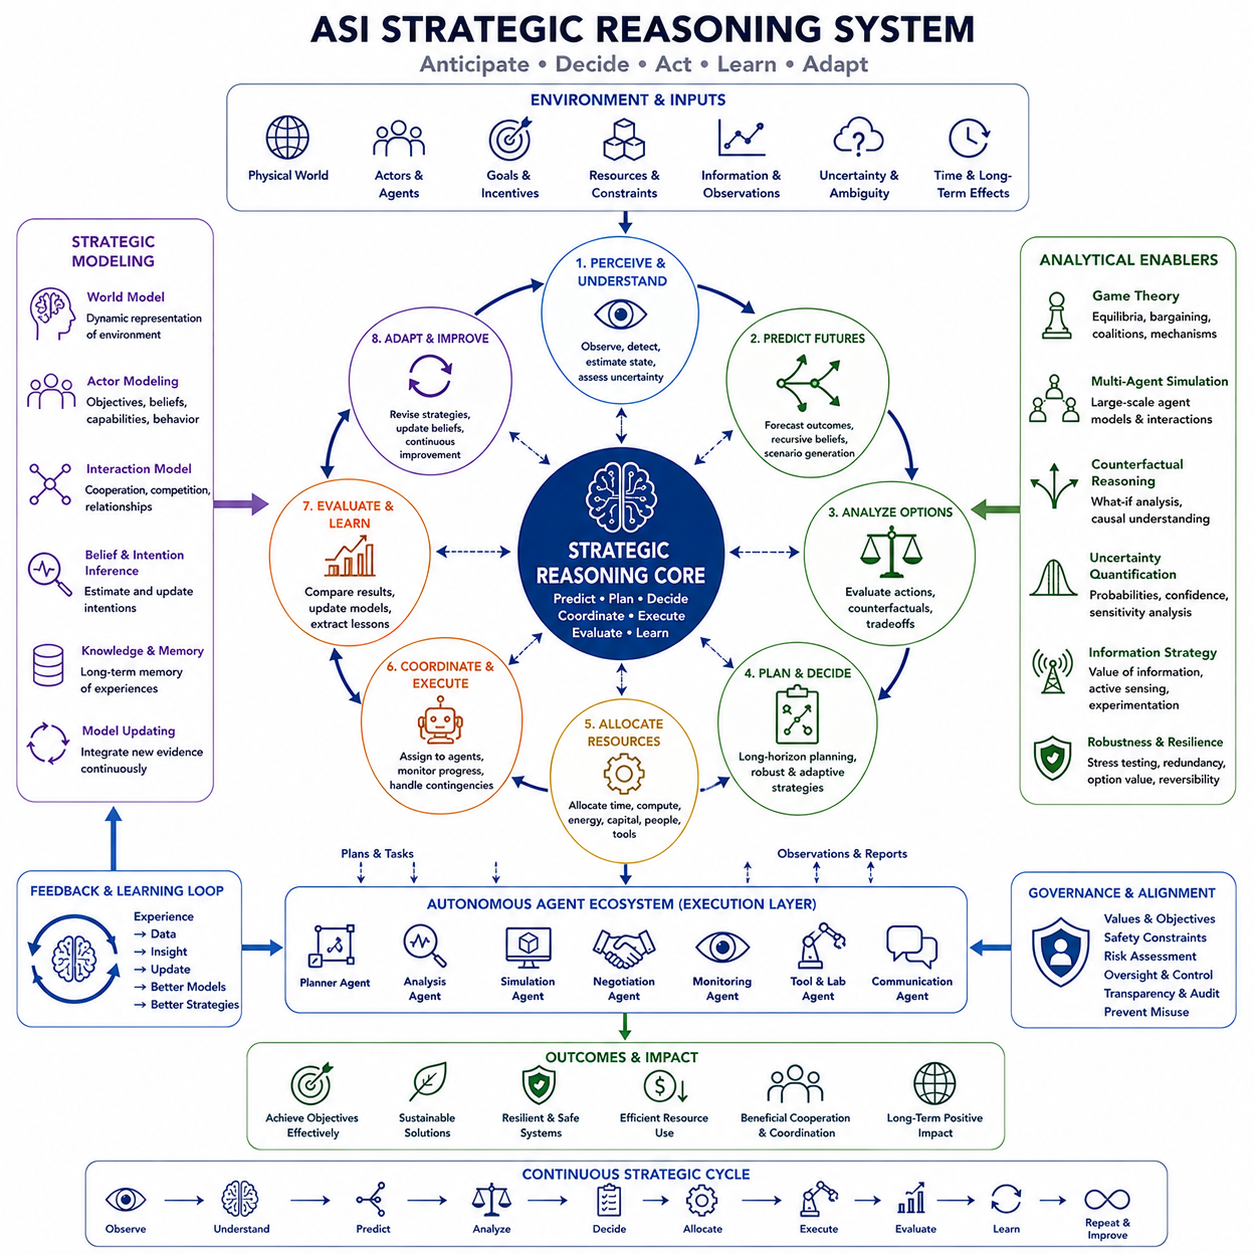 ASI STRATEGIC REASONING SYSTEM
Anticipate • Decide • Act • Learn • Adapt
ENVIRONMENT & INPUTS
Physical World
Actors &
Agents
Goals &
Incentives
Resources &
Constraints
Information &
Observations
Uncertainty &
Ambiguity
Time & Long-
Term Effects
STRATEGIC
MODELING
World Model
Dynamic representation
of environment
Actor Modeling
Objectives, beliefs,
capabilities, behavior
Interaction Model
Cooperation, competition,
relationships
Belief & Intention
Inference
Estimate and update
intentions
Knowledge & Memory
Long-term memory
of experiences
Model Updating
Integrate new evidence
continuously
1. PERCEIVE &
UNDERSTAND
Observe, detect,
estimate state,
assess uncertainty
2. PREDICT FUTURES
Forecast outcomes,
recursive beliefs,
scenario generation
3. ANALYZE OPTIONS
Evaluate actions,
counterfactuals,
tradeoffs
4. PLAN & DECIDE
Long-horizon planning,
robust & adaptive
strategies
5. ALLOCATE
RESOURCES
Allocate time, compute,
energy, capital, people,
tools
6. COORDINATE &
EXECUTE
Assign to agents,
monitor progress,
handle contingencies
7. EVALUATE &
LEARN
Compare results,
update models,
extract lessons
8. ADAPT & IMPROVE
Revise strategies,
update beliefs,
continuous
improvement
STRATEGIC
REASONING CORE
Predict • Plan • Decide
Coordinate • Execute
Evaluate • Learn
ANALYTICAL ENABLERS
Game Theory
Equilibria, bargaining,
coalitions, mechanisms
Multi-Agent Simulation
Large-scale agent
models & interactions
Counterfactual
Reasoning
What-if analysis,
causal understanding
Uncertainty
Quantification
Probabilities, confidence,
sensitivity analysis
Information Strategy
Value of information,
active sensing,
experimentation
Robustness & Resilience
Stress testing, redundancy,
option value, reversibility
Plans & Tasks
Observations & Reports
FEEDBACK & LEARNING LOOP
Experience
→ Data
→ Insight
→ Update
→ Better Models
→ Better Strategies
AUTONOMOUS AGENT ECOSYSTEM (EXECUTION LAYER)
Planner Agent
Analysis
Agent
Simulation
Agent
Negotiation
Agent
Monitoring
Agent
Tool & Lab
Agent
Communication
Agent
GOVERNANCE & ALIGNMENT
Values & Objectives
Safety Constraints
Risk Assessment
Oversight & Control
Transparency & Audit
Prevent Misuse
OUTCOMES & IMPACT
Achieve Objectives
Effectively
Sustainable
Solutions
Resilient & Safe
Systems
$
Efficient Resource
Use
Beneficial Cooperation
& Coordination
Long-Term Positive
Impact
CONTINUOUS STRATEGIC CYCLE
Observe
Understand
Predict
Analyze
Decide
Allocate
Execute
Evaluate
Learn
Repeat &
Improve